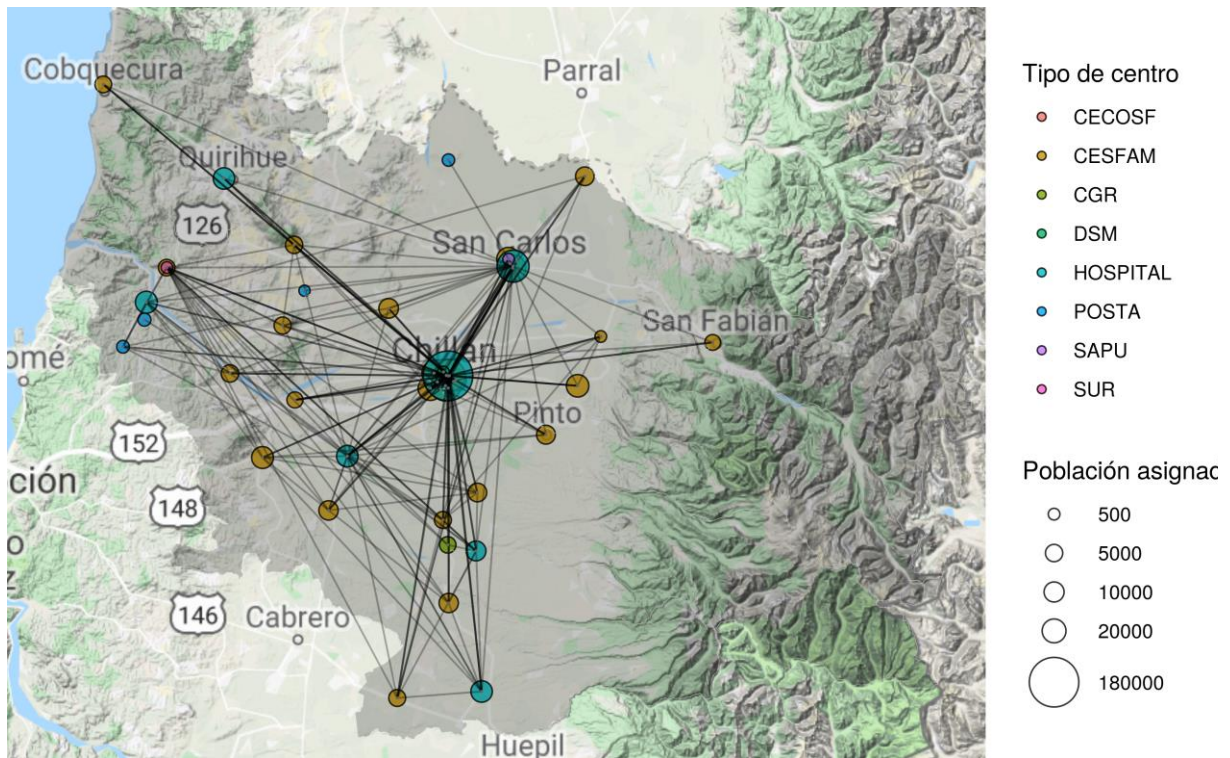 Cobquecura
Parral
Quirihue
126
San Carlos
San Fabián
Chillán
omé
Pinto
152
ción
148
o
z
146
Cabrero
Huepil
Tipo de centro
CECOSF
CESFAM
CGR
DSM
HOSPITAL
POSTA
SAPU
SUR
Población asignad
500
5000
10000
20000
180000